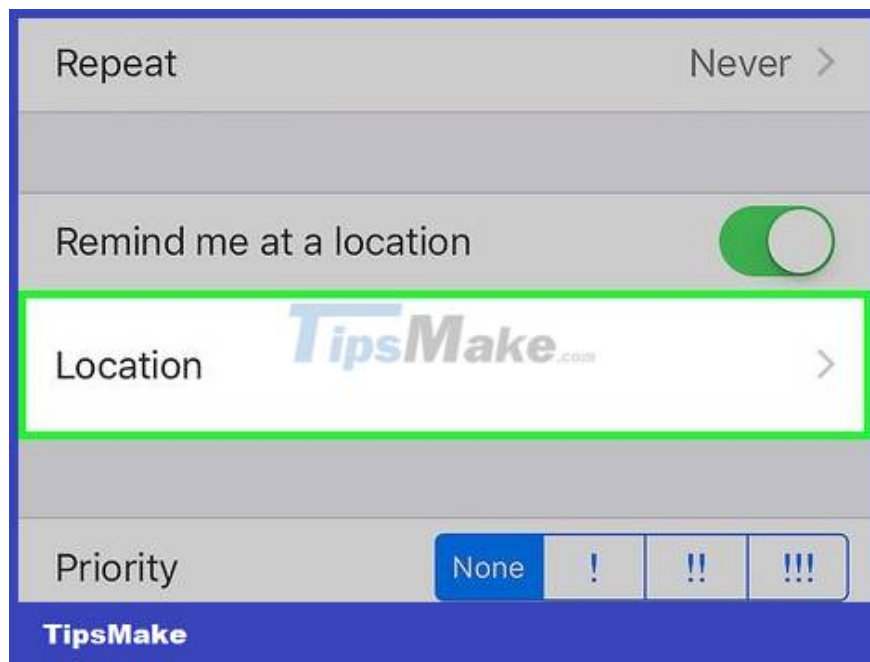 Repeat Never >
Remind me at a location
Location >
TipsMake.com
Priority None ! !! !!!
TipsMake